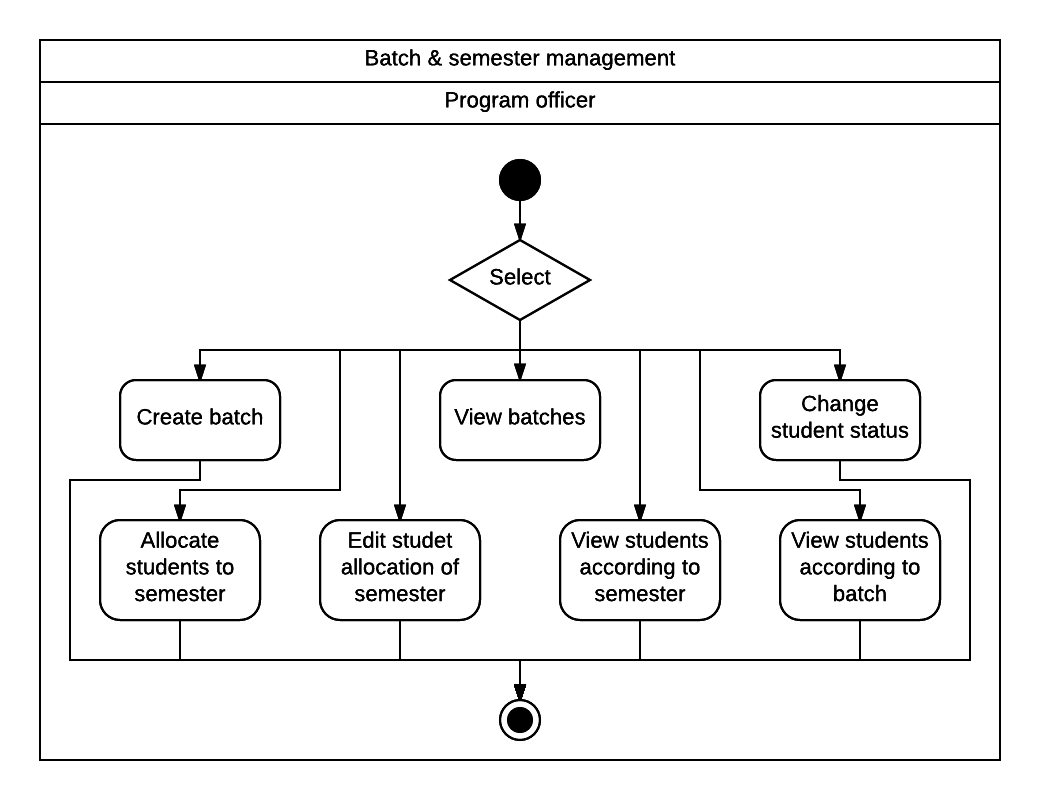 Batch & semester management
Program officer
Select
Create batch
View batches
Change
student status
Allocate
students to
semester
Edit studet
allocation of
semester
View students
according to
semester
View students
according to
batch